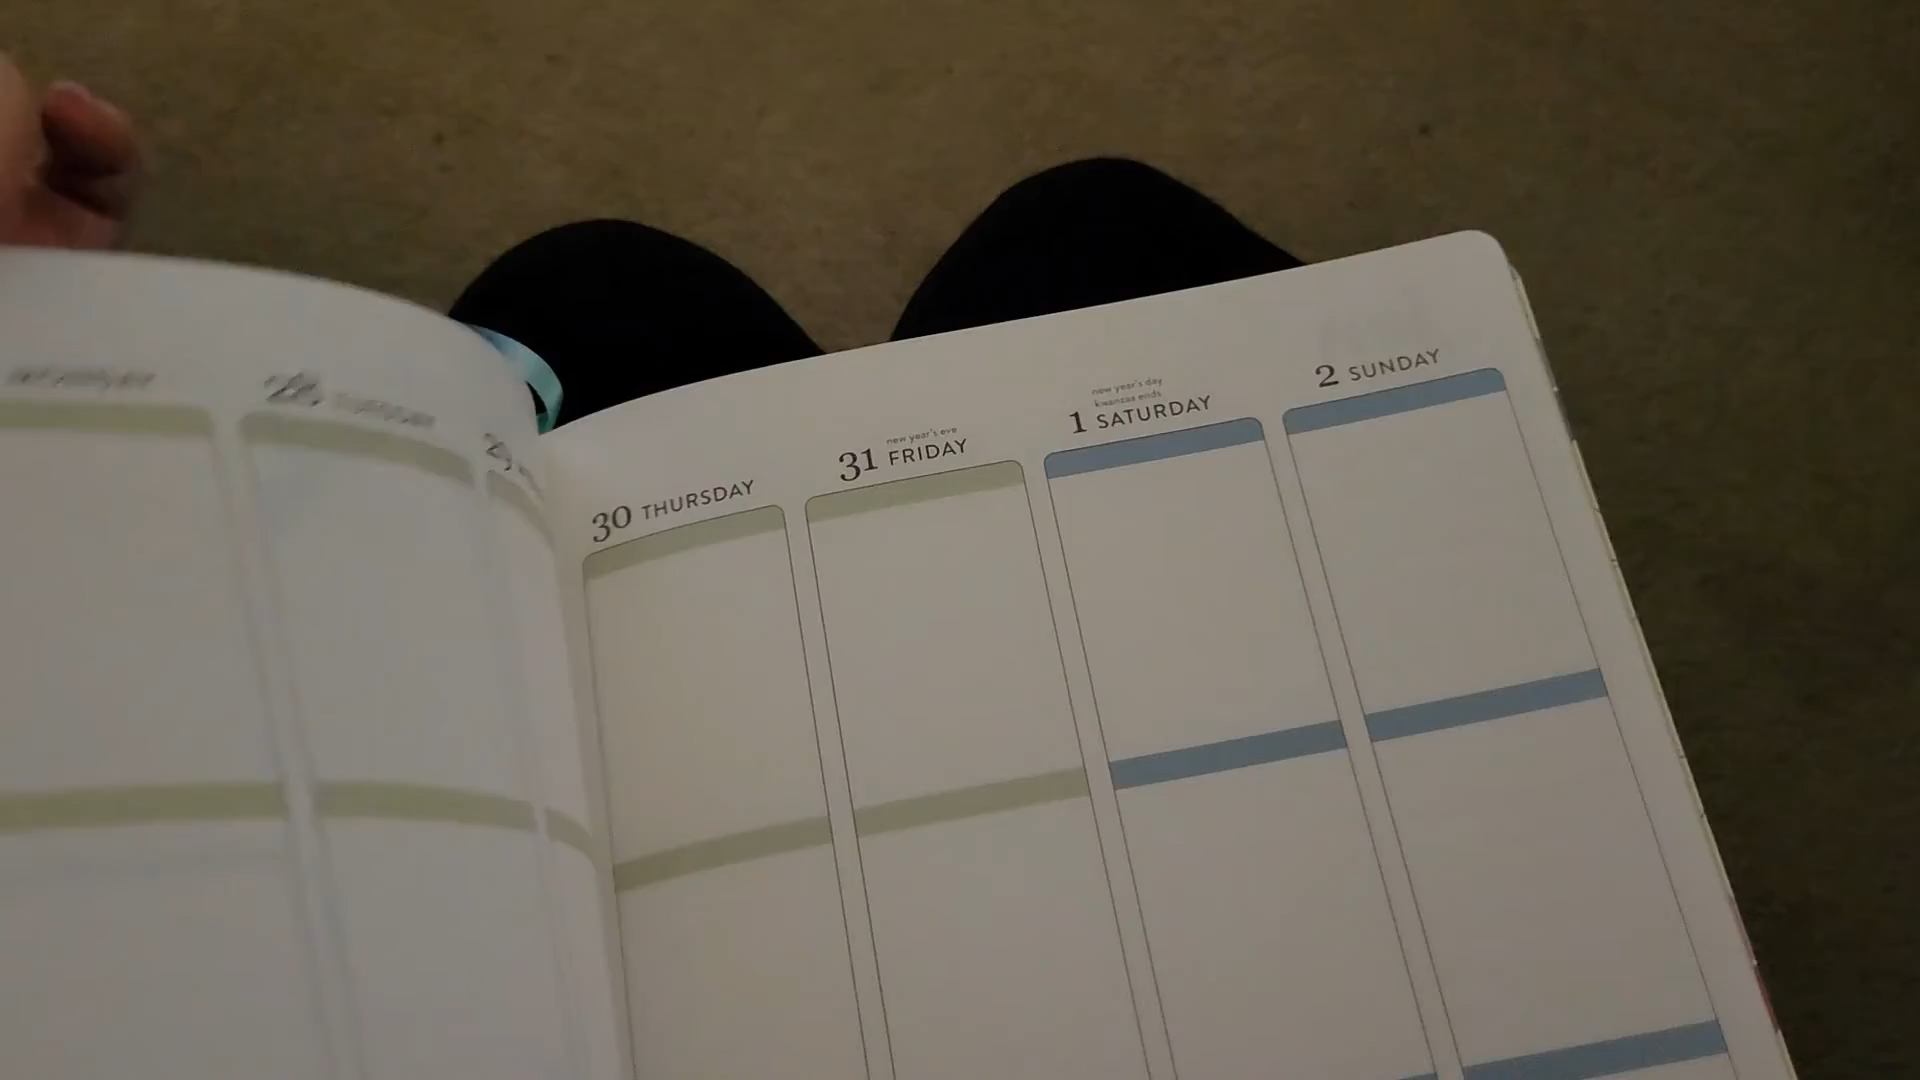 30 THURSDAY
new year's eve
31 FRIDAY
new year's day
kwanzaa ends
1 SATURDAY
2 SUNDAY